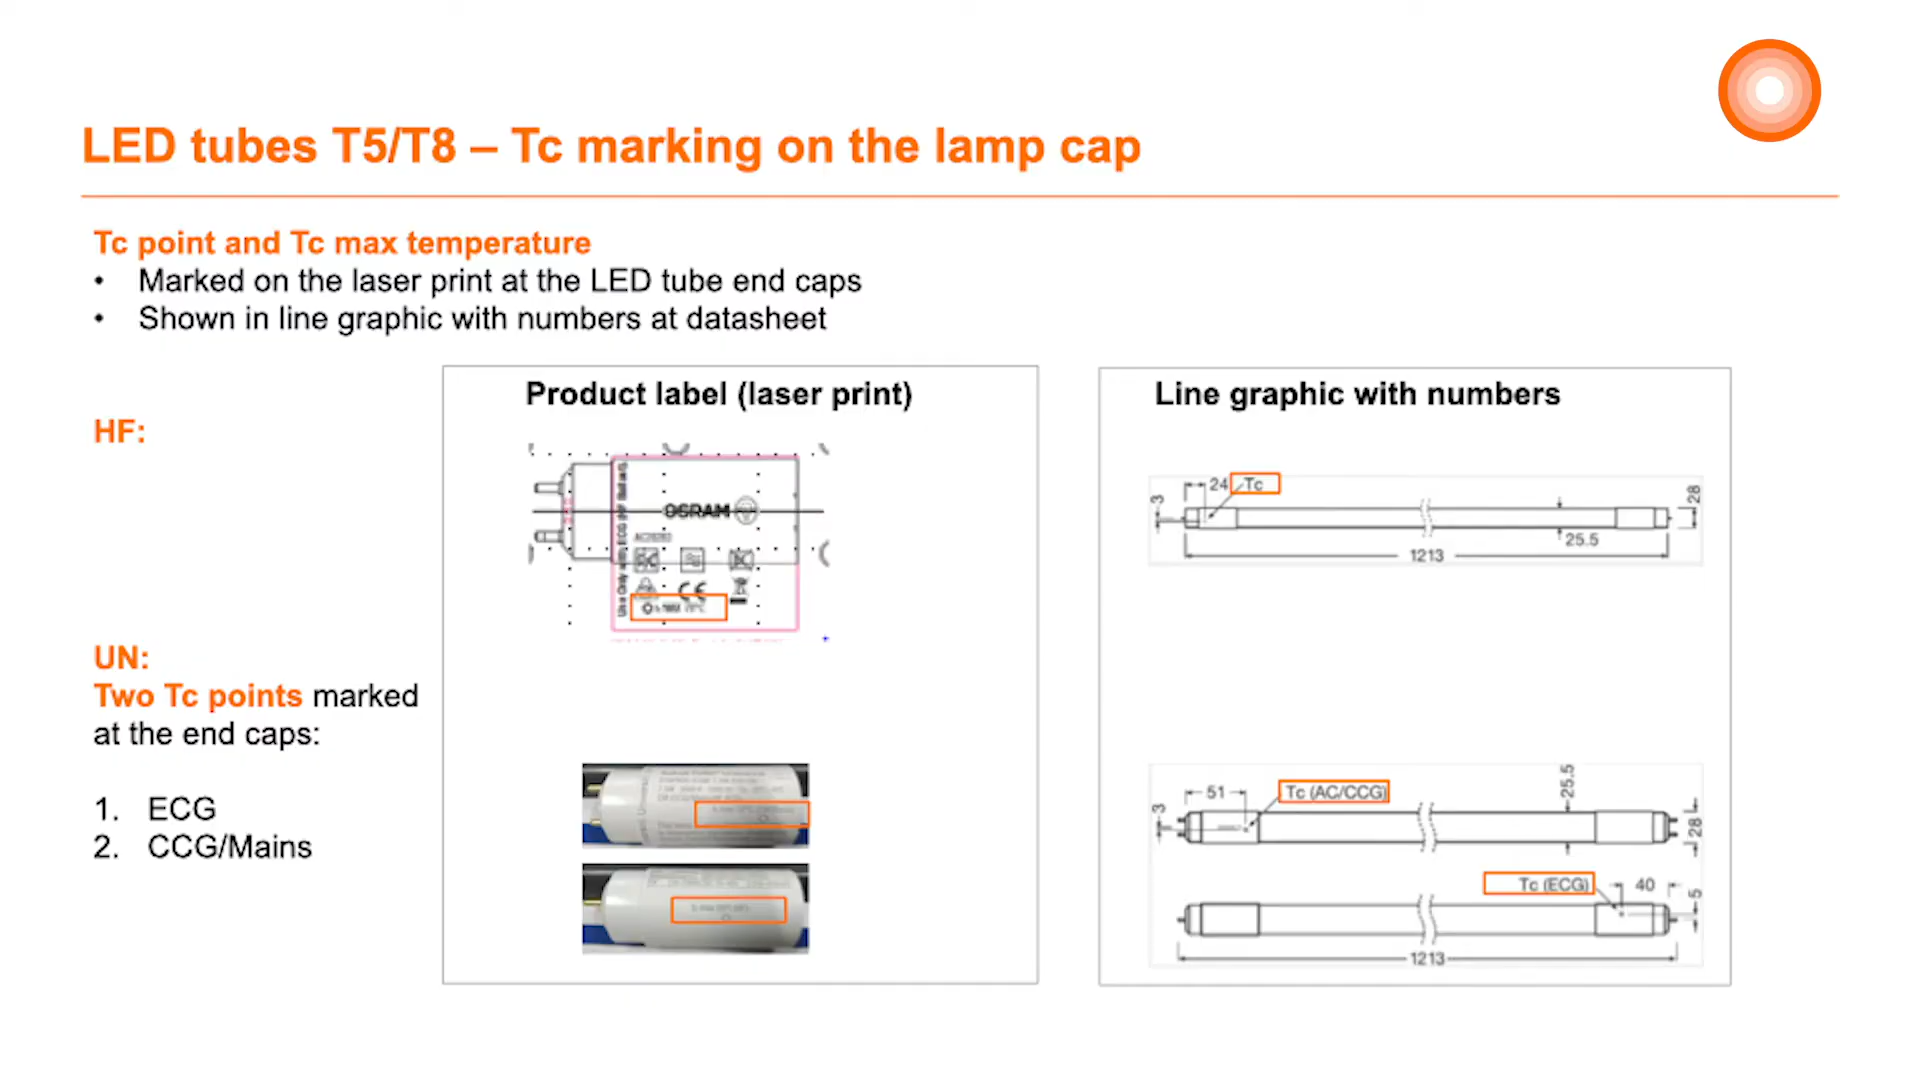 LED tubes T5/T8 – Tc marking on the lamp cap
Tc point and Tc max temperature
• Marked on the laser print at the LED tube end caps
• Shown in line graphic with numbers at datasheet
Product label (laser print)
Line graphic with numbers
HF:
OSRAM
CE
24 Tc
3
28
25.5
1213
UN:
Two Tc points marked
at the end caps:
1. ECG
2. CCG/Mains
51 Tc (AC/CCG)
25.5
3
28
Tc (ECG) 40
5
1213